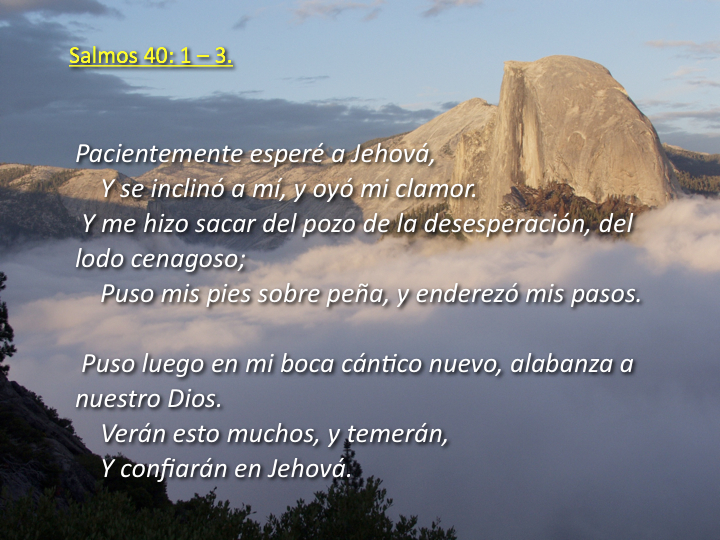 Salmos 40: 1 – 3.
Pacientemente esperé a Jehová,
Y se inclinó a mí, y oyó mi clamor.
Y me hizo sacar del pozo de la desesperación, del
lodo cenagoso;
Puso mis pies sobre peña, y enderezó mis pasos.
Puso luego en mi boca cántico nuevo, alabanza a
nuestro Dios.
Verán esto muchos, y temerán,
Y confiarán en Jehová.